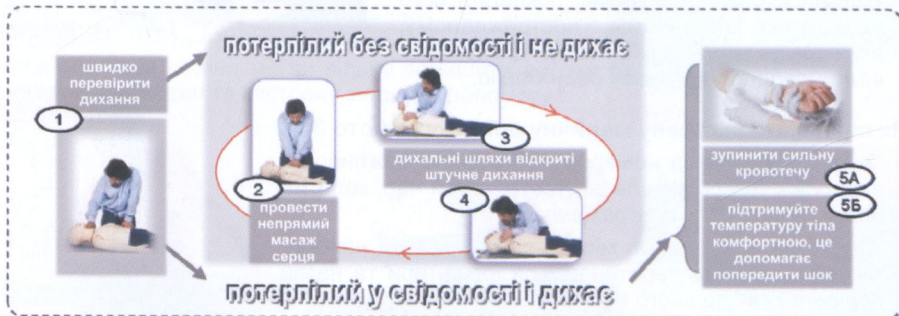 потерпілий без свідомості і не дихає
швидко
перевірити
дихання
1
2
провести
непрямий
масаж
серця
3
дихальні шляхи відкриті
штучне дихання
4
зупинити сильну
кровотечу
5А
5Б
підтримуйте
температуру тіла
комфортною, це
допомагає
попередити шок
потерпілий у свідомості і дихає